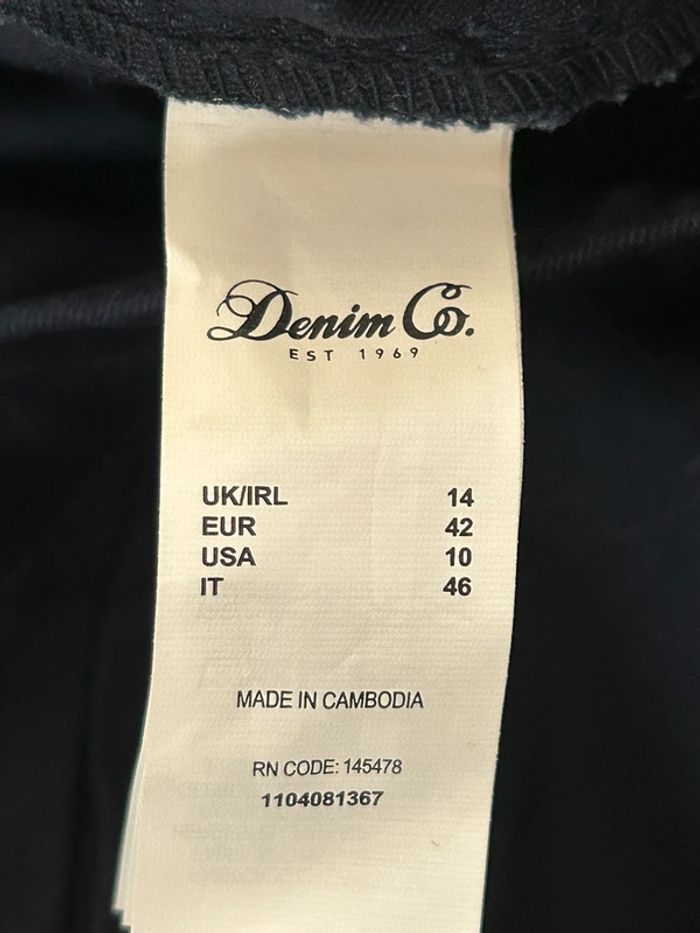 Denim Co.
EST 1969
UK/IRL 14
EUR 42
USA 10
IT 46
MADE IN CAMBODIA
RN CODE: 145478
1104081367